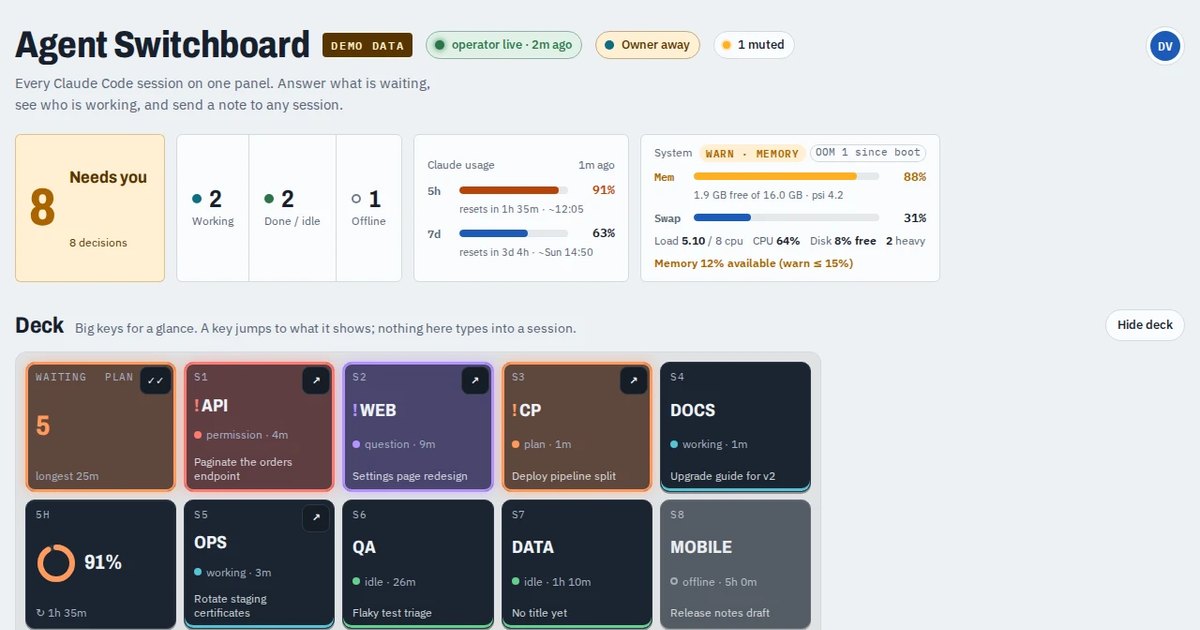 Agent Switchboard
DEMO DATA
operator live · 2m ago
Owner away
1 muted
DV
Every Claude Code session on one panel. Answer what is waiting,
see who is working, and send a note to any session.
8
Needs you
8 decisions
2
Working
2
Done / idle
1
Offline
Claude usage 1m ago
5h 91%
resets in 1h 35m · ~12:05
7d 63%
resets in 3d 4h · ~Sun 14:50
System WARN · MEMORY OOM 1 since boot
Mem 88%
1.9 GB free of 16.0 GB · psi 4.2
Swap 31%
Load 5.10 / 8 cpu CPU 64% Disk 8% free 2 heavy
Memory 12% available (warn ≤ 15%)
Deck
Big keys for a glance. A key jumps to what it shows; nothing here types into a session.
Hide deck
WAITING PLAN ✓✓
5
longest 25m
S1 ↗
!API
permission · 4m
Paginate the orders
endpoint
S2 ↗
!WEB
question · 9m
Settings page redesign
S3 ↗
!CP
plan · 1m
Deploy pipeline split
S4
DOCS
working · 1m
Upgrade guide for v2
5H
91%
↻ 1h 35m
S5 ↗
OPS
working · 3m
Rotate staging
certificates
S6
QA
idle · 26m
Flaky test triage
S7
DATA
idle · 1h 10m
No title yet
S8
MOBILE
offline · 5h 0m
Release notes draft